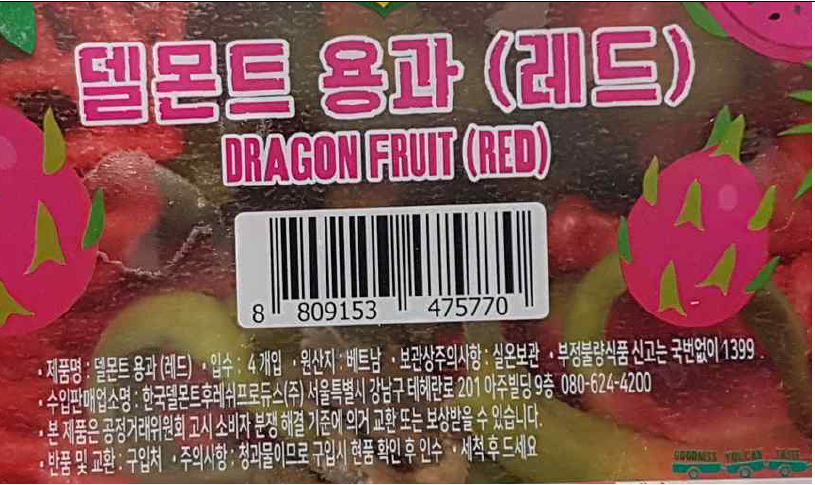 델몬트 용과 (레드)
DRAGON FRUIT (RED)
8 809153 475770
• 제품명 : 델몬트 용과 (레드) • 입수 : 4개입 • 원산지 : 베트남 • 보관상주의사항 : 실온보관 • 부정불량식품 신고는 국번없이 1399
• 수입판매업소명 : 한국델몬트후레쉬프로듀스(주) 서울특별시 강남구 테헤란로 201 아주빌딩 9층 080-624-4200
• 본 제품은 공정거래위원회 고시 소비자 분쟁 해결 기준에 의거 교환 또는 보상받을 수 있습니다.
• 반품 및 교환 : 구입처 • 주의사항 : 청과물이므로 구입시 현품 확인 후 인수 • 세척 후 드세요
GOODNESS YOU CAN TASTE